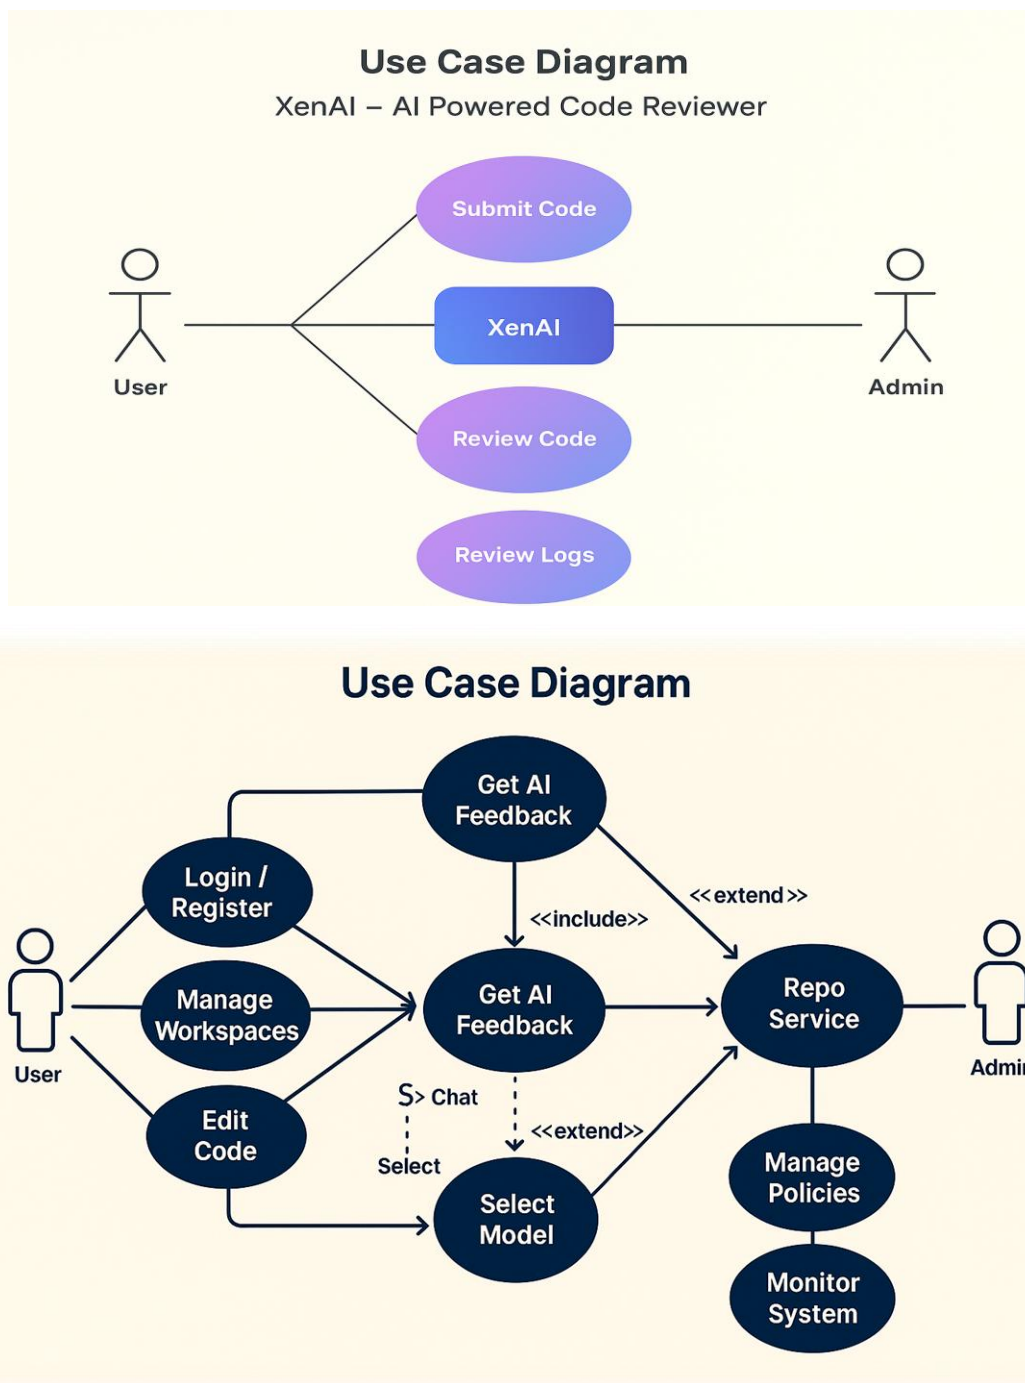 Use Case Diagram
XenAI – AI Powered Code Reviewer
Submit Code
XenAI
User
Admin
Review Code
Review Logs
Use Case Diagram
Get AI
Feedback
Login /
Register
<<extend>>
<<include>>
Manage
Workspaces
Get AI
Feedback
Repo
Service
User
Admin
S> Chat
Edit
Code
<<extend>>
Select
Select
Model
Manage
Policies
Monitor
System